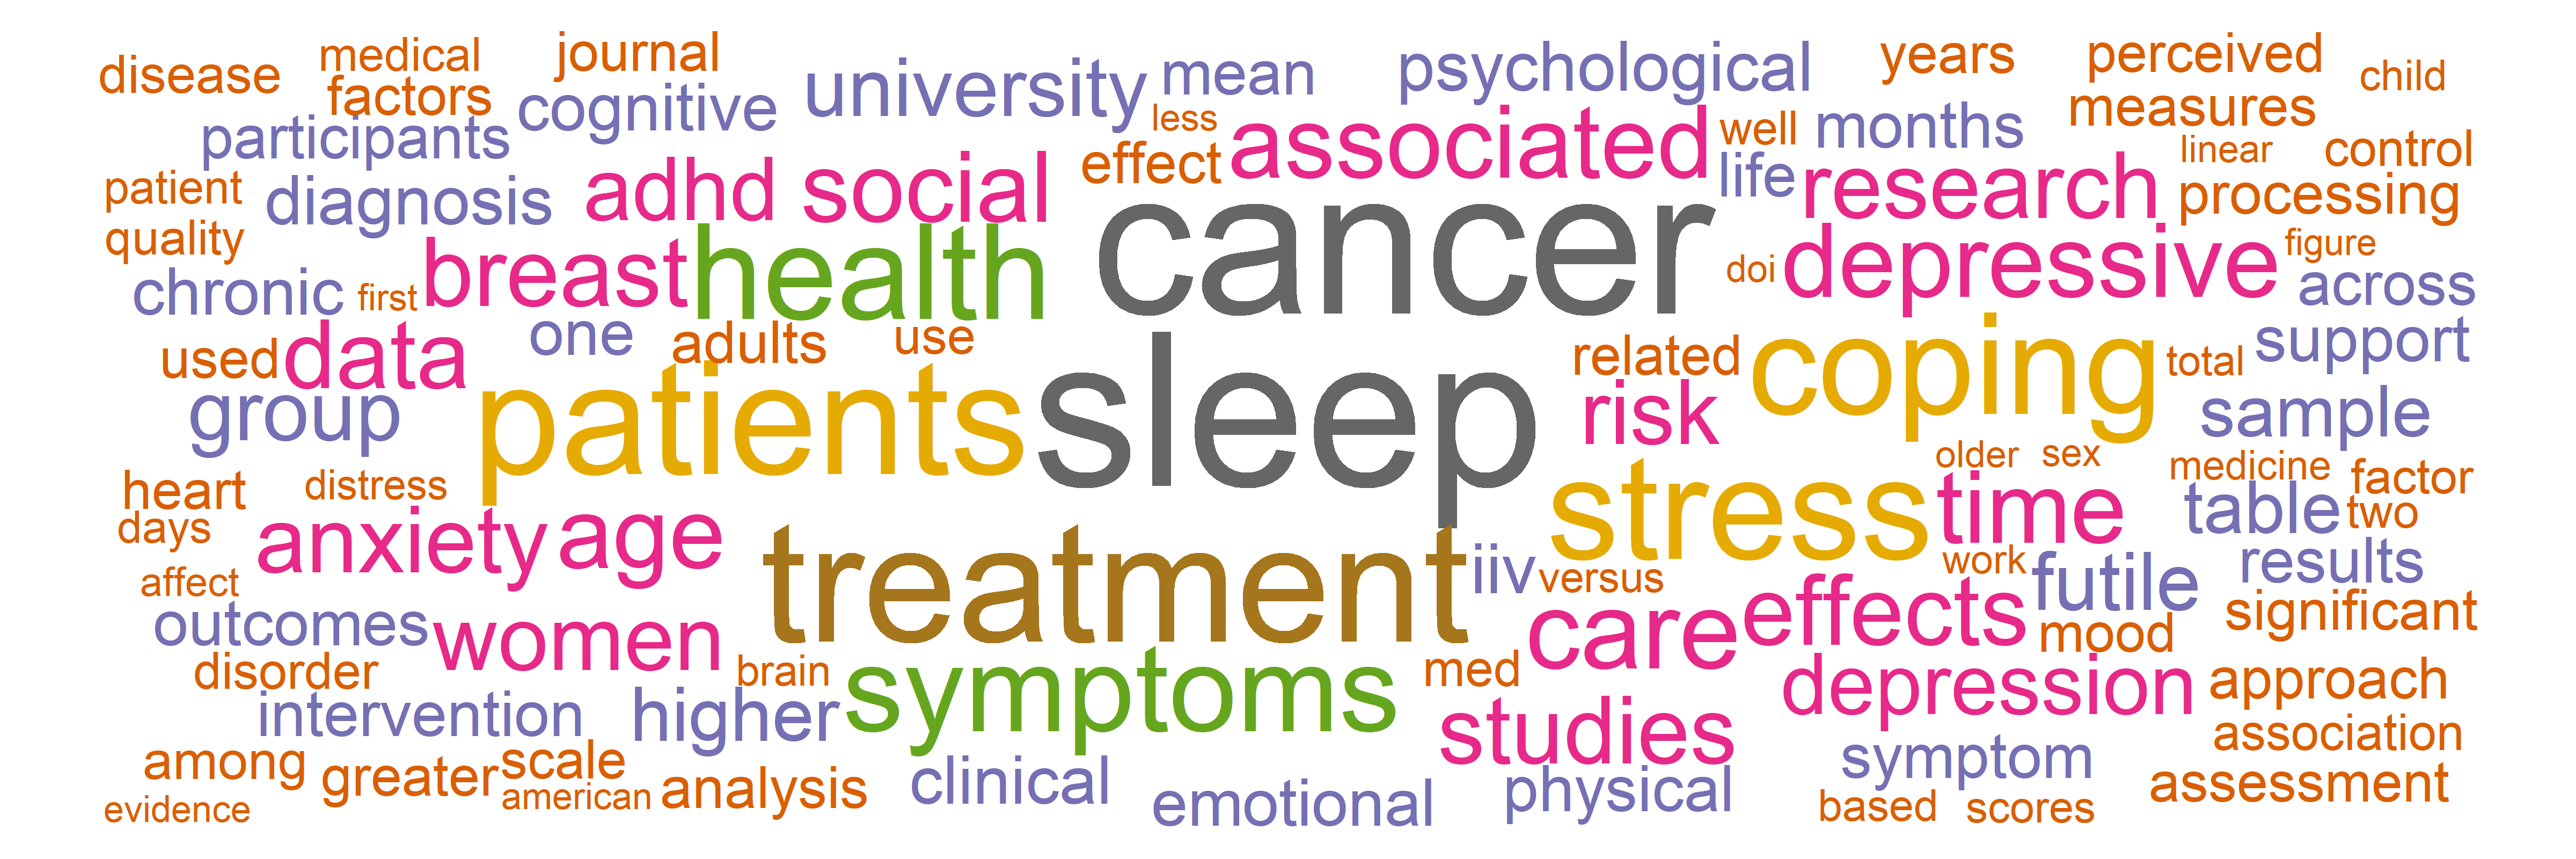 disease medical journal university mean psychological years perceived child
factors cognitive less associated well months measures
participants effect life linear control
patient diagnosis adhd social research processing
quality breast health cancer doi depressive figure
chronic first across
used data one adults use related coping total support
group patients sleep risk sample
heart distress stress older sex medicine factor
days anxiety age time table two
affect treatment iiv versus work futile results
outcomes women care effects mood significant
disorder brain symptoms med depression approach
intervention higher studies association
among greater scale analysis clinical emotional physical symptom assessment
evidence american based scores